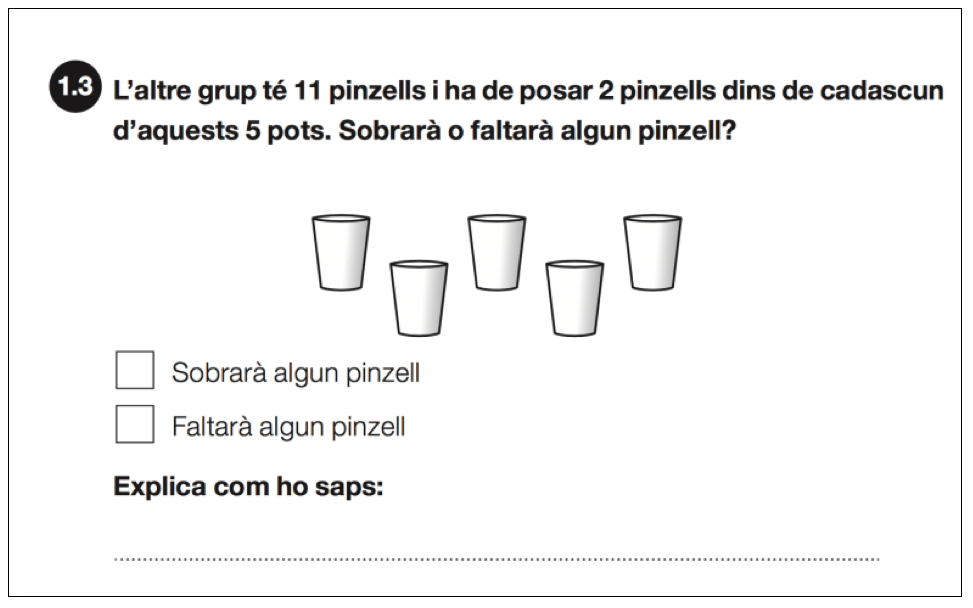 1.3 L’altre grup té 11 pinzells i ha de posar 2 pinzells dins de cadascun
d’aquests 5 pots. Sobrarà o faltarà algun pinzell?
Sobrarà algun pinzell
Faltarà algun pinzell
Explica com ho saps: